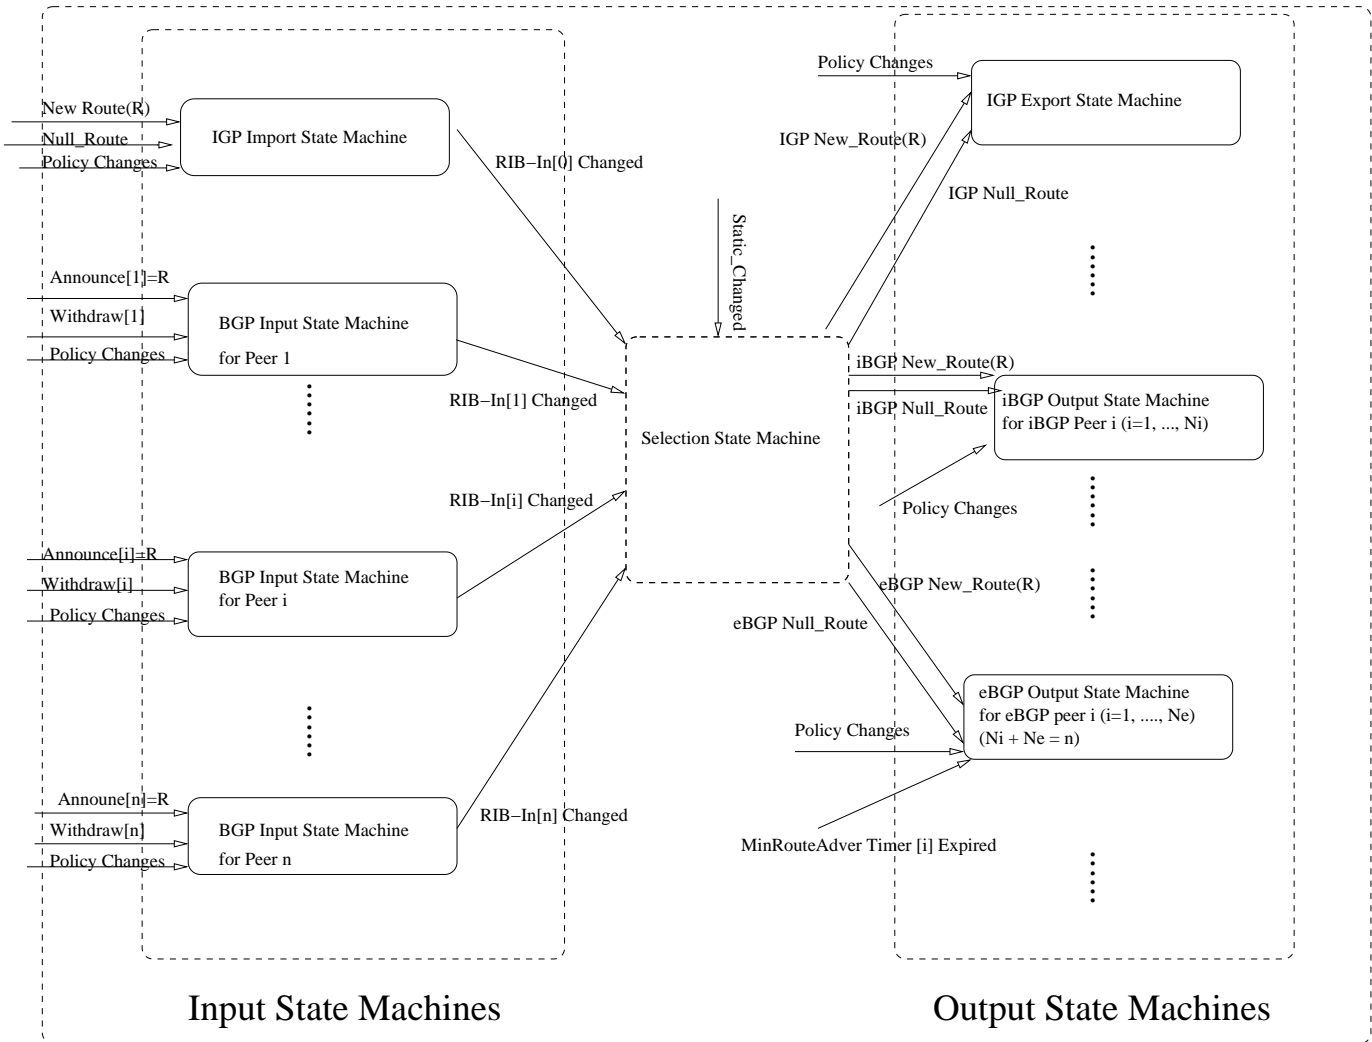 New Route(R)
Null_Route
Policy Changes
IGP Import State Machine
RIB−In[0] Changed
Announce[1]=R
Withdraw[1]
Policy Changes
BGP Input State Machine
for Peer 1
RIB−In[1] Changed
Announce[i]=R
Withdraw[i]
Policy Changes
BGP Input State Machine
for Peer i
RIB−In[i] Changed
Announe[n]=R
Withdraw[n]
Policy Changes
BGP Input State Machine
for Peer n
RIB−In[n] Changed
Input State Machines
Static_Changed
Selection State Machine
Policy Changes
IGP Export State Machine
IGP New_Route(R)
IGP Null_Route
iBGP New_Route(R)
iBGP Null_Route
iBGP Output State Machine
for iBGP Peer i (i=1, ..., Ni)
Policy Changes
eBGP New_Route(R)
eBGP Null_Route
eBGP Output State Machine
for eBGP peer i (i=1, ...., Ne)
(Ni + Ne = n)
Policy Changes
MinRouteAdver Timer [i] Expired
Output State Machines